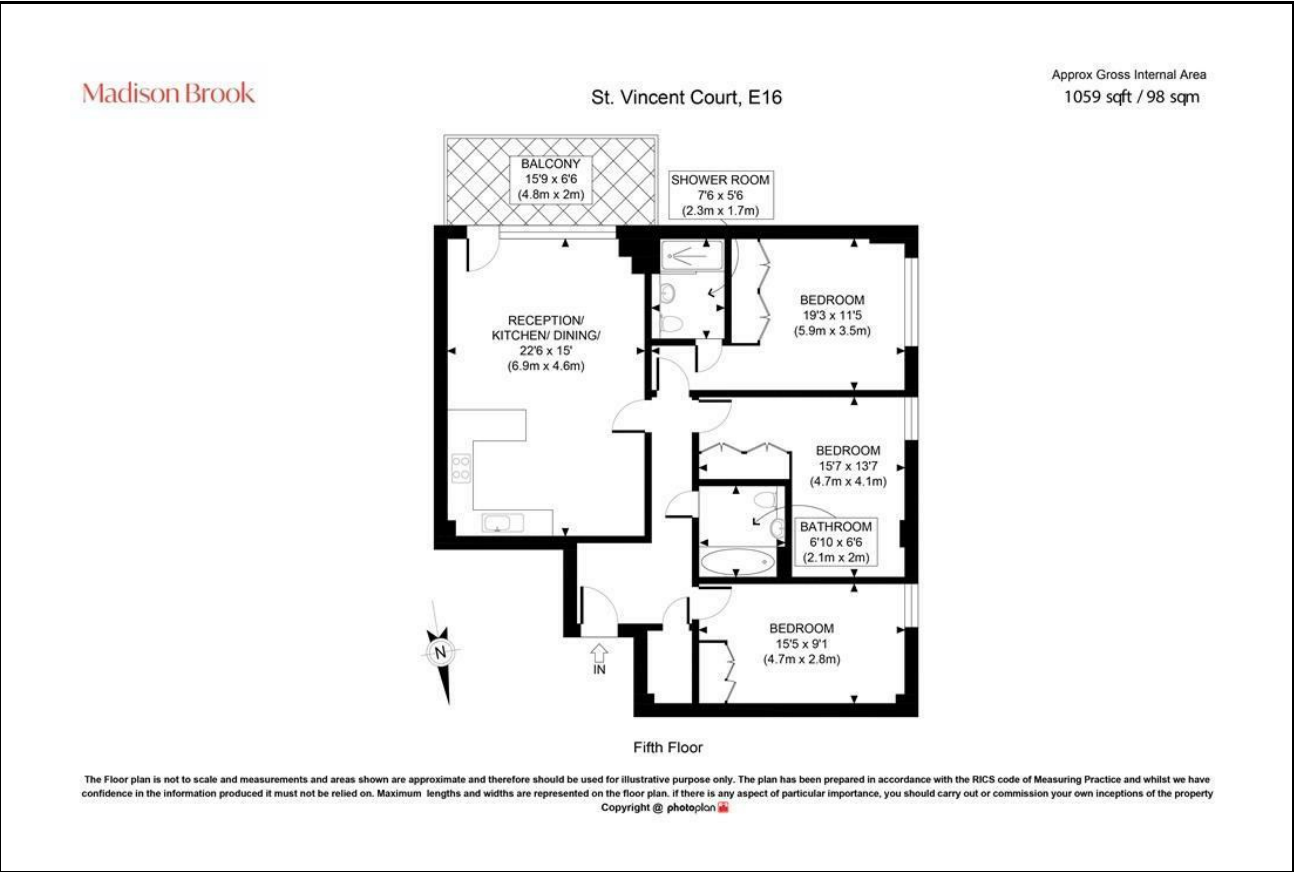 Madison Brook
St. Vincent Court, E16
Approx Gross Internal Area
1059 sqft / 98 sqm
BALCONY
15'9 x 6'6
(4.8m x 2m)
SHOWER ROOM
7'6 x 5'6
(2.3m x 1.7m)
RECEPTION/
KITCHEN/ DINING/
22'6 x 15'
(6.9m x 4.6m)
BEDROOM
19'3 x 11'5
(5.9m x 3.5m)
BEDROOM
15'7 x 13'7
(4.7m x 4.1m)
BATHROOM
6'10 x 6'6
(2.1m x 2m)
BEDROOM
15'5 x 9'1
(4.7m x 2.8m)
N
IN
Fifth Floor
The Floor plan is not to scale and measurements and areas shown are approximate and therefore should be used for illustrative purpose only. The plan has been prepared in accordance with the RICS code of Measuring Practice and whilst we have
confidence in the information produced it must not be relied on. Maximum lengths and widths are represented on the floor plan. if there is any aspect of particular importance, you should carry out or commission your own inceptions of the property
Copyright @ photoplan